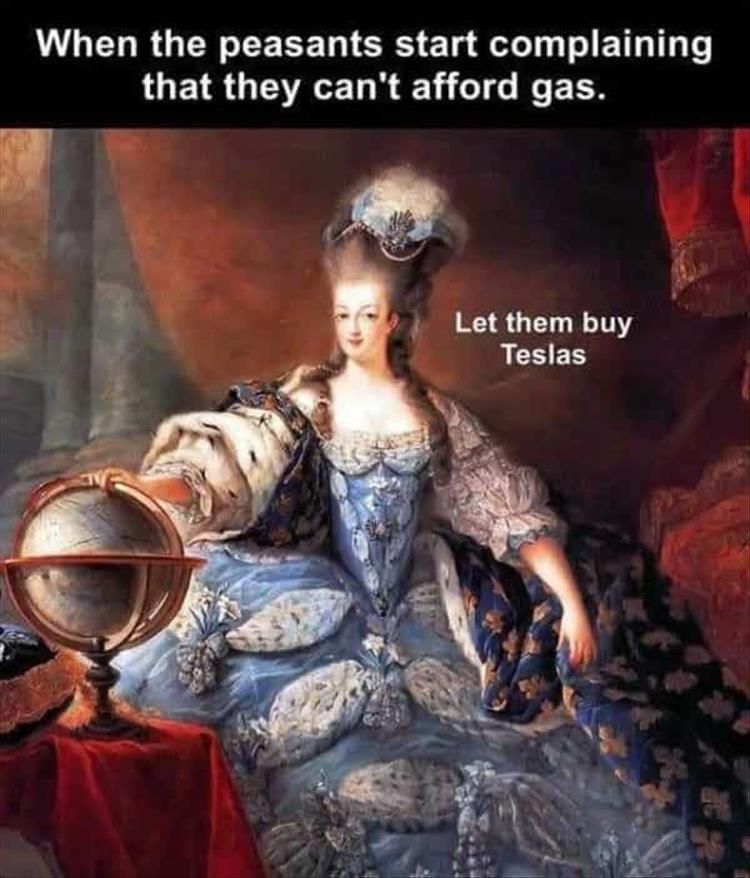 When the peasants start complaining
that they can't afford gas.
Let them buy
Teslas